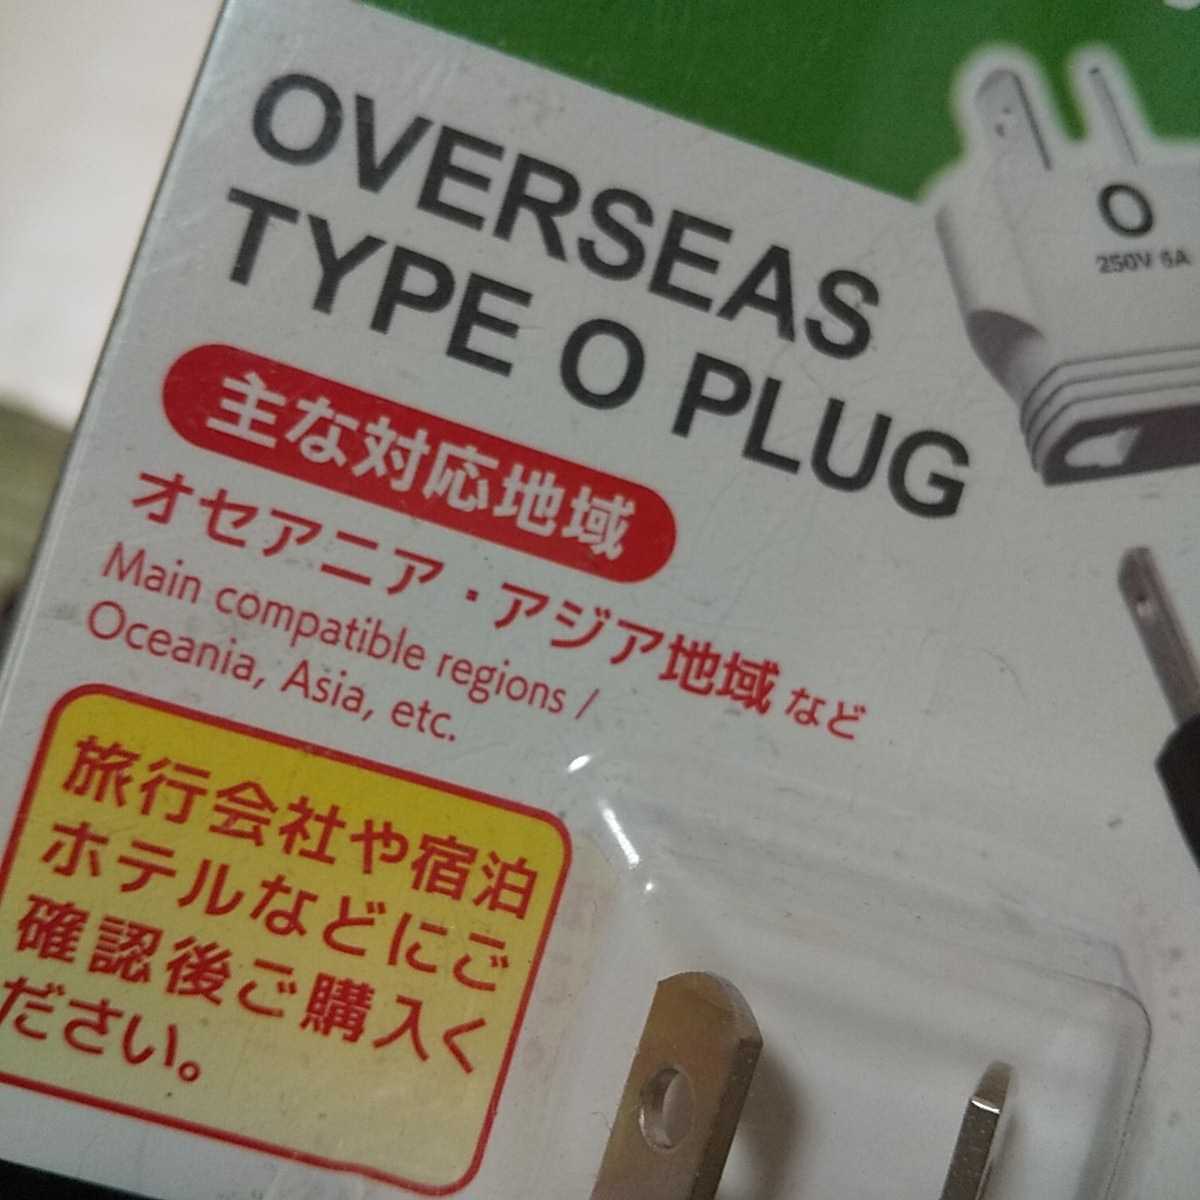 OVERSEAS
TYPE O PLUG
O
250V 6A
主な対応地域
オセアニア・アジア地域 など
Main compatible regions /
Oceania, Asia, etc.
旅行会社や宿泊
ホテルなどにご
確認後ご購入く
ださい。